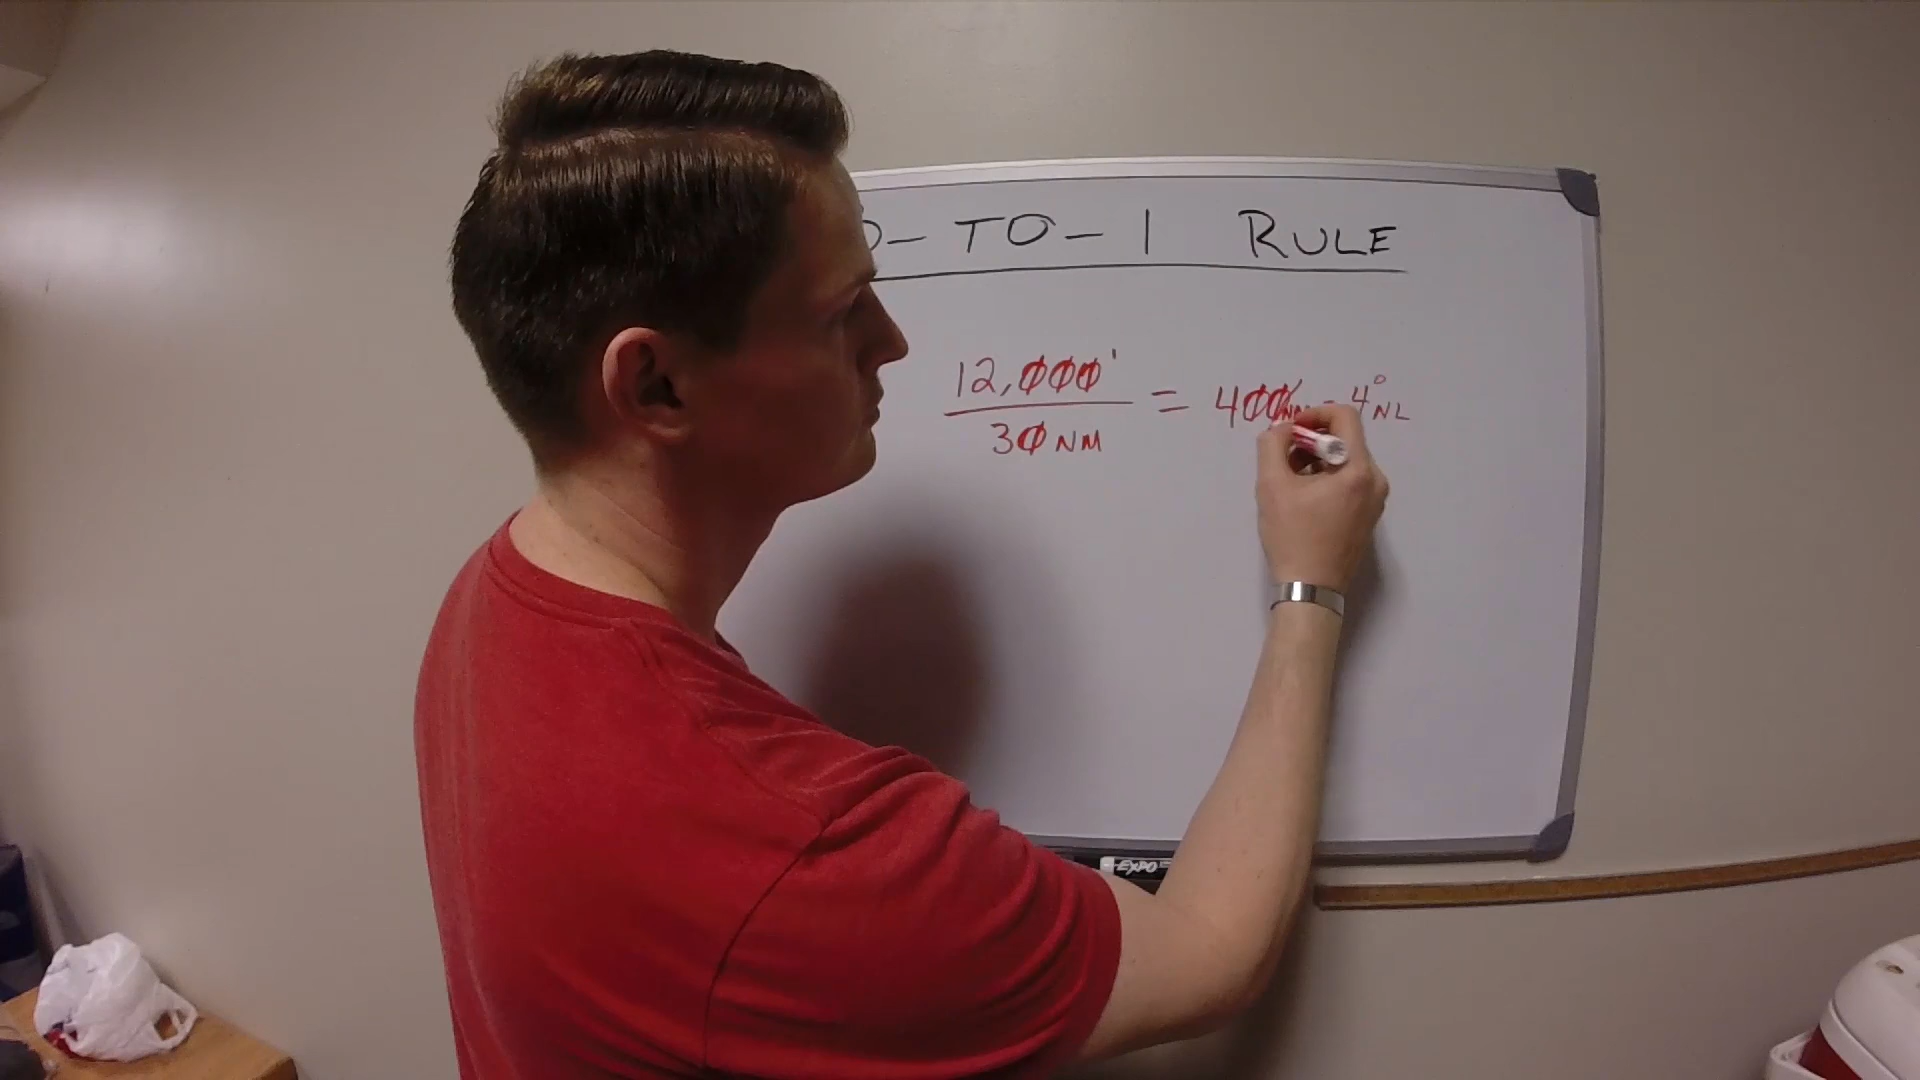 - TO - 1 RULE
12,000'
30 NM
= 400 = 4° NL
EXPO